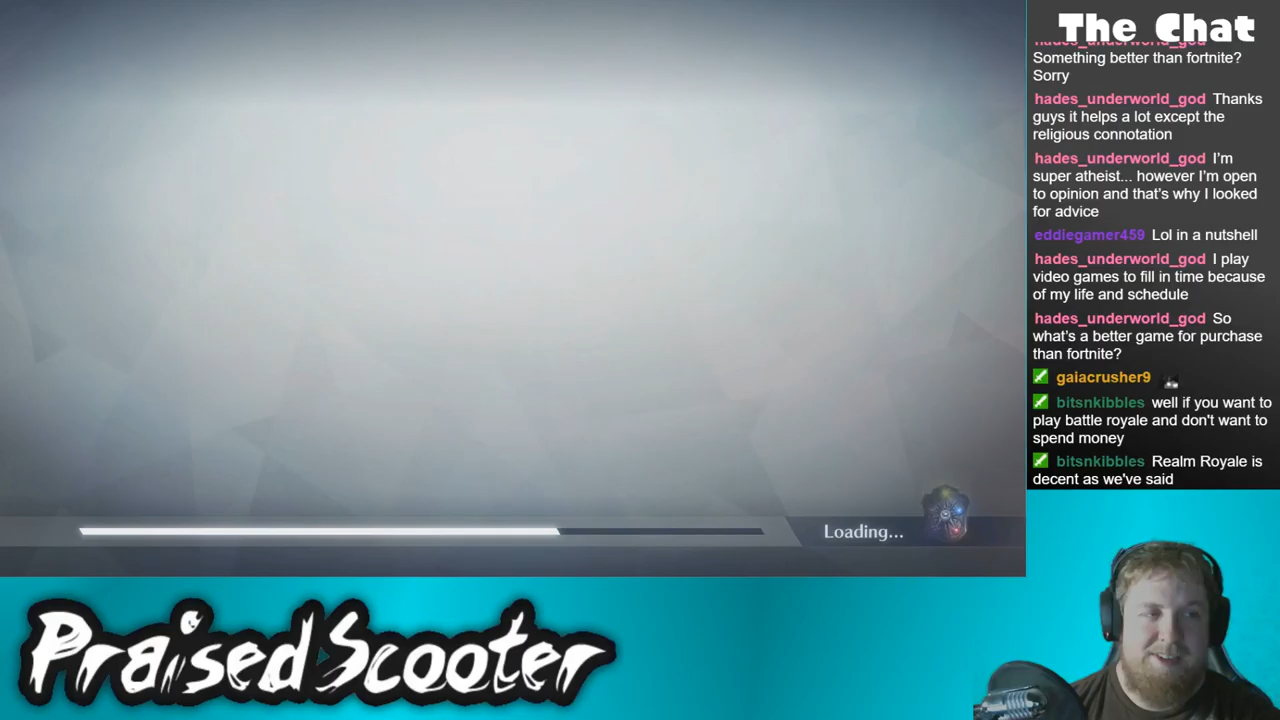 The Chat
hades_underworld_god
Something better than fortnite?
Sorry
hades_underworld_god Thanks
guys it helps a lot except the
religious connotation
hades_underworld_god I'm
super atheist... however I'm open
to opinion and that's why I looked
for advice
eddiegamer459 Lol in a nutshell
hades_underworld_god I play
video games to fill in time because
of my life and schedule
hades_underworld_god So
what's a better game for purchase
than fortnite?
gaiacrusher9
bitsnkibbles well if you want to
play battle royale and don't want to
spend money
bitsnkibbles Realm Royale is
decent as we've said
Loading...
PraisedScooter